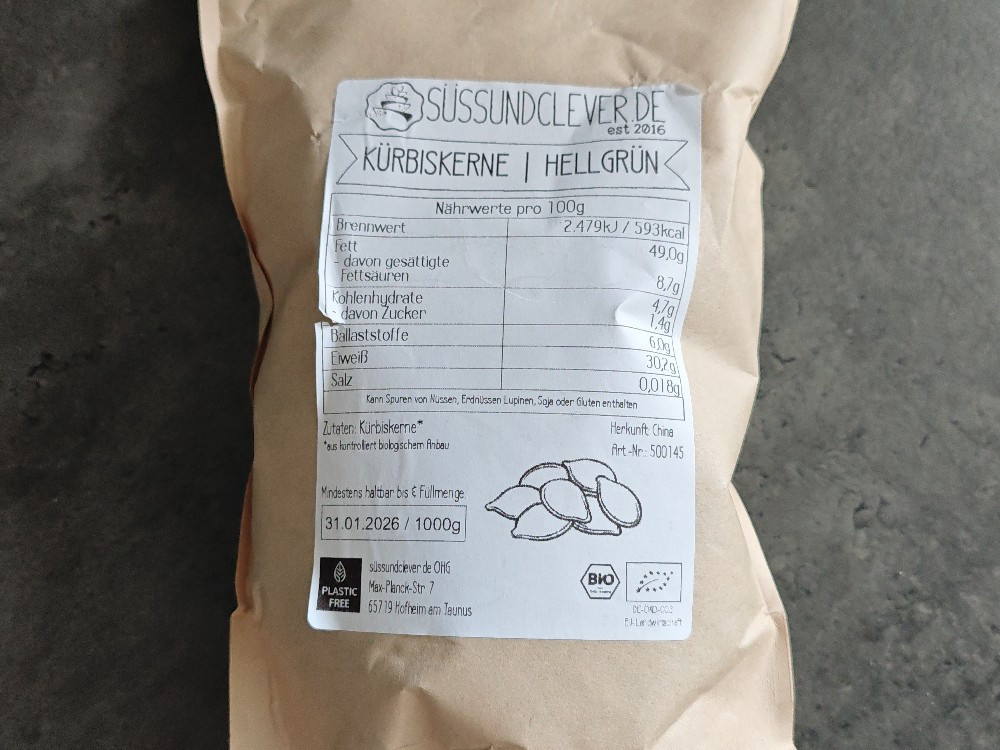 SÜSSUNDCLEVER.DE
est 2016
KÜRBISKERNE | HELLGRÜN
Nährwerte pro 100g
Brennwert 2.479kJ / 593kcal
Fett 49,0g
- davon gesättigte
Fettsäuren 8,7g
Kohlenhydrate 4,7g
- davon Zucker 1,4g
Ballaststoffe 6,0g
Eiweiß 30,2g
Salz 0,018g
Kann Spuren von Nüssen, Erdnüssen Lupinen, Soja oder Gluten enthalten
Zutaten: Kürbiskerne* Herkunft: China
*aus kontrolliert biologischem Anbau Art.-Nr.: 500145
Mindestens haltbar bis & Füllmenge:
31.01.2026 / 1000g
PLASTIC
FREE
süssundclever.de OHG
Max-Planck-Str 7
65719 Hofheim am Taunus
BIO